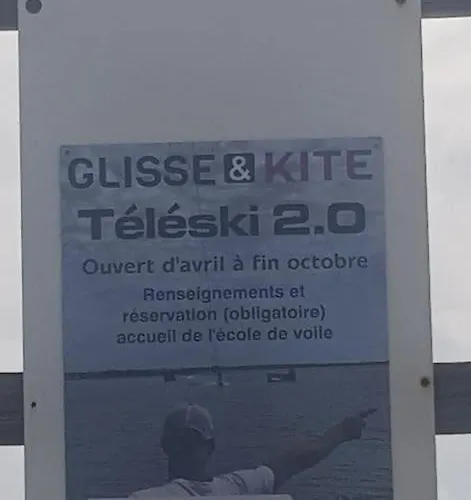 GLISSE & KITE
Téléski 2.0
Ouvert d'avril à fin octobre
Renseignements et
réservation (obligatoire)
accueil de l'école de voile